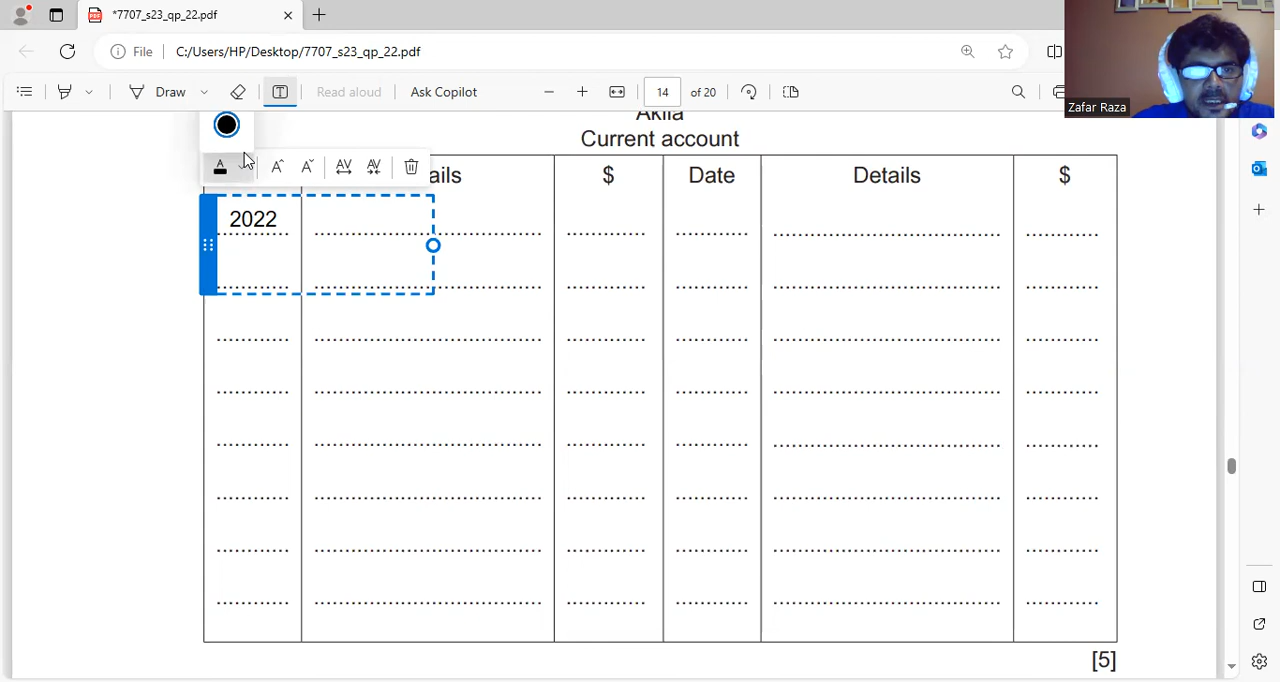 *7707_s23_qp_22.pdf
File C:/Users/HP/Desktop/7707_s23_qp_22.pdf
Draw Read aloud Ask Copilot 14 of 20
Zafar Raza
Akila
Current account
ails $ Date Details $
2022
[5]